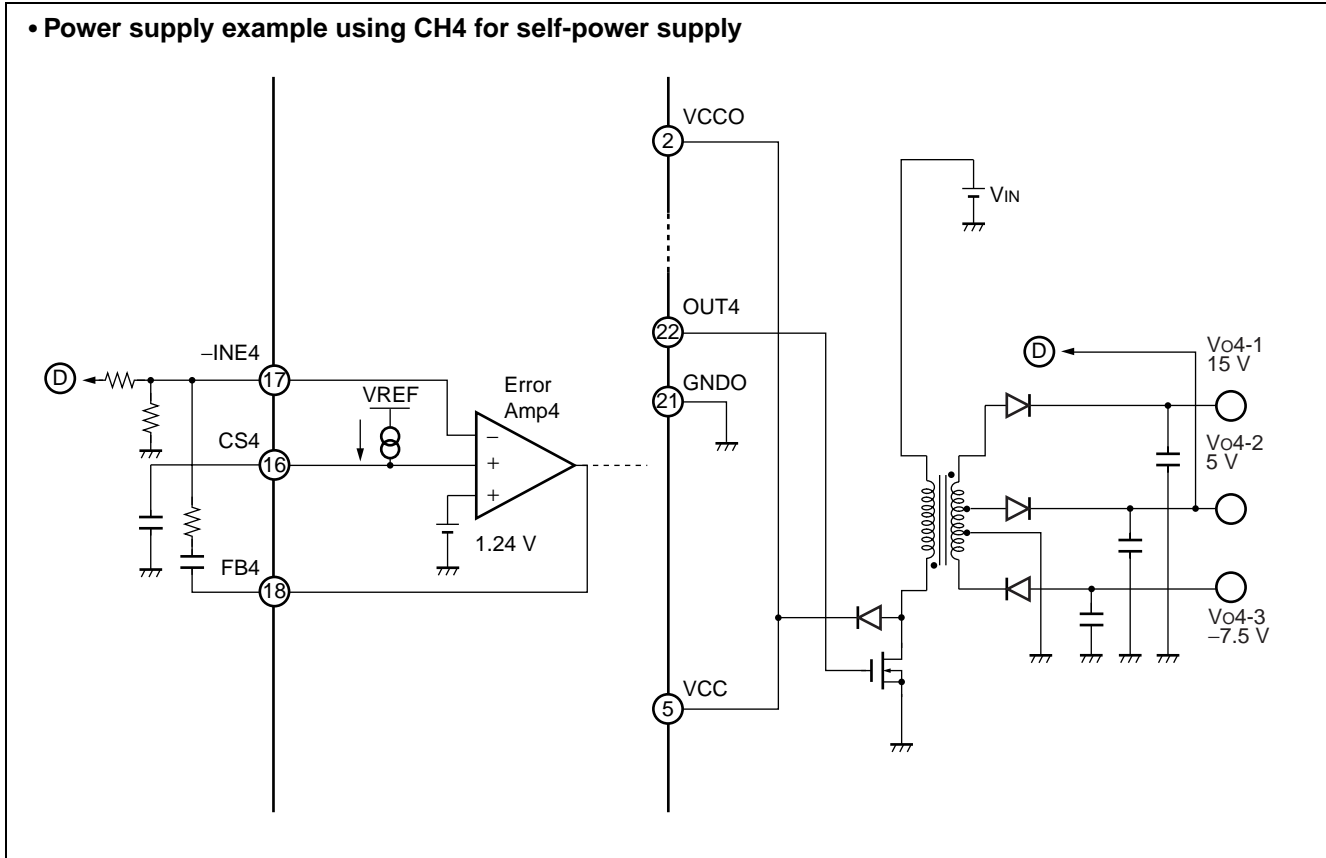 • Power supply example using CH4 for self-power supply
VCCO
2
VIN
OUT4
22
–INE4
D
17
VREF
Error
Amp4
GNDO
21
D
VO4-1
15 V
CS4
16
–
+
+
1.24 V
VO4-2
5 V
FB4
18
VO4-3
–7.5 V
VCC
5